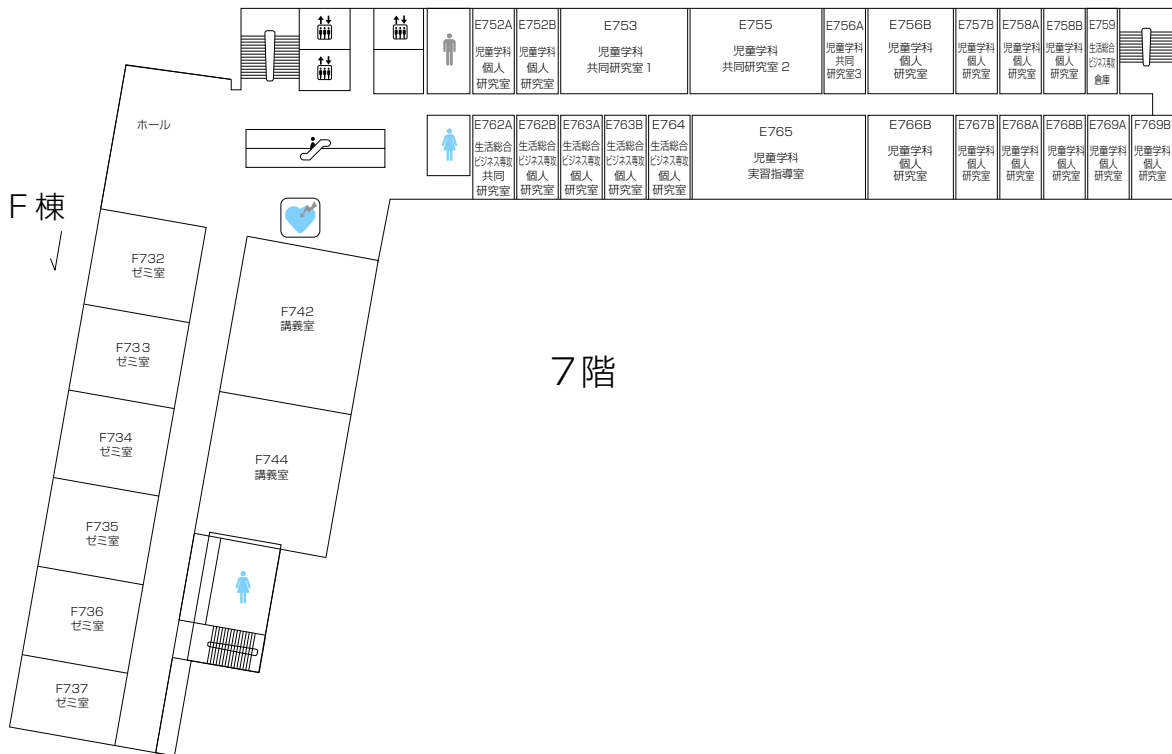 E752A
児童学科
個人
研究室
E752B
児童学科
個人
研究室
E753
児童学科
共同研究室1
E755
児童学科
共同研究室2
E756A
児童学科
共同
研究室3
E756B
児童学科
個人
研究室
E757B
児童学科
個人
研究室
E758A
児童学科
個人
研究室
E758B
児童学科
個人
研究室
E759
生活総合
ビジネス専攻
倉庫
ホール
E762A
生活総合
ビジネス専攻
共同
研究室
E762B
生活総合
ビジネス専攻
個人
研究室
E763A
生活総合
ビジネス専攻
個人
研究室
E763B
生活総合
ビジネス専攻
個人
研究室
E764
生活総合
ビジネス専攻
個人
研究室
E765
児童学科
実習指導室
E766B
児童学科
個人
研究室
E767B
児童学科
個人
研究室
E768A
児童学科
個人
研究室
E768B
児童学科
個人
研究室
E769A
児童学科
個人
研究室
F769B
児童学科
個人
研究室
F棟
F732
ゼミ室
F742
講義室
F733
ゼミ室
7階
F734
ゼミ室
F744
講義室
F735
ゼミ室
F736
ゼミ室
F737
ゼミ室